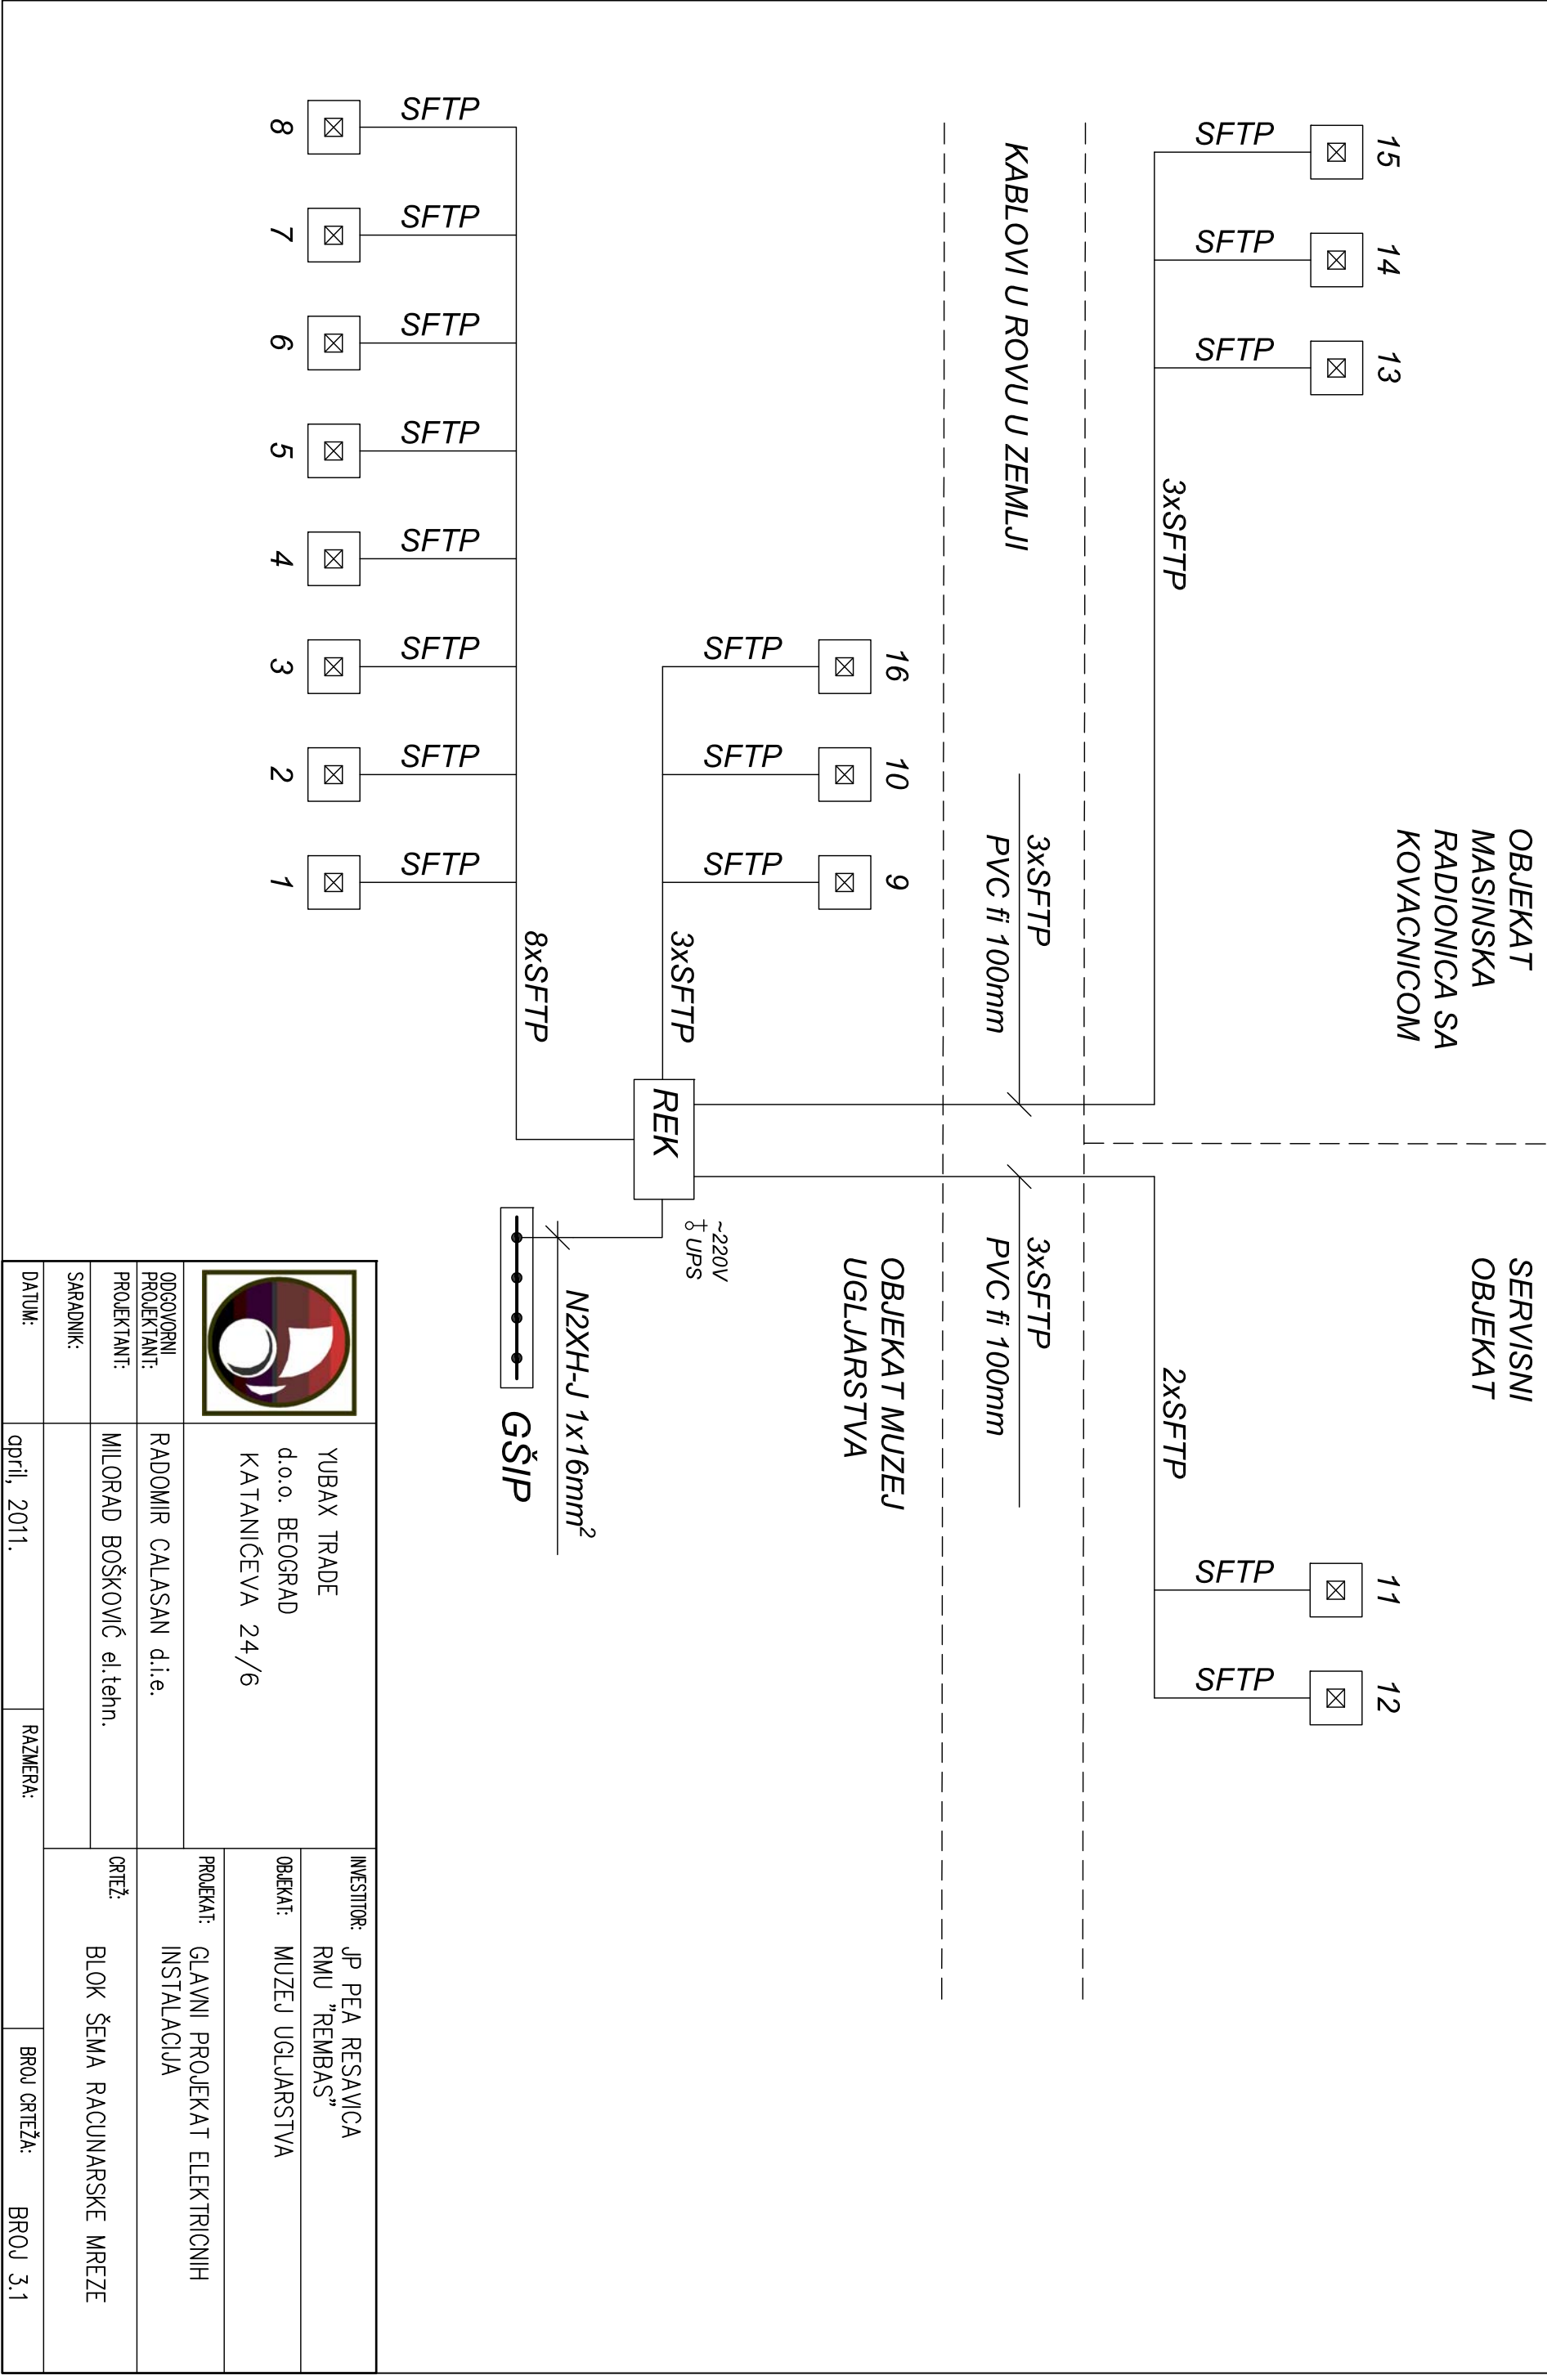 OBJEKAT
MASINSKA
RADIONICA SA
KOVACNICOM
SERVISNI
OBJEKAT
15
14
13
11
12
SFTP
SFTP
SFTP
SFTP
SFTP
3xSFTP
2xSFTP
KABLOVI U ROVU U ZEMLJI
3xSFTP
PVC fi 100mm
3xSFTP
PVC fi 100mm
OBJEKAT MUZEJ
UGLJARSTVA
16
10
9
SFTP
SFTP
SFTP
3xSFTP
REK
~220V
UPS
8xSFTP
N2XH-J 1x16mm²
GŠIP
SFTP
SFTP
SFTP
SFTP
SFTP
SFTP
SFTP
SFTP
8
7
6
5
4
3
2
1
YUBAX TRADE
d.o.o. BEOGRAD
KATANIĆEVA 24/6
INVESTITOR: JP PEA RESAVICA
RMU "REMBAS"
OBJEKAT: MUZEJ UGLJARSTVA
PROJEKAT: GLAVNI PROJEKAT ELEKTRICNIH
INSTALACIJA
ODGOVORNI
PROJEKTANT: RADOMIR CALASAN d.i.e.
PROJEKTANT: MILORAD BOŠKOVIĆ el.tehn.
SARADNIK:
CRTEŽ: BLOK ŠEMA RACUNARSKE MREZE
DATUM: april, 2011.
RAZMERA:
BROJ CRTEŽA: BROJ 3.1